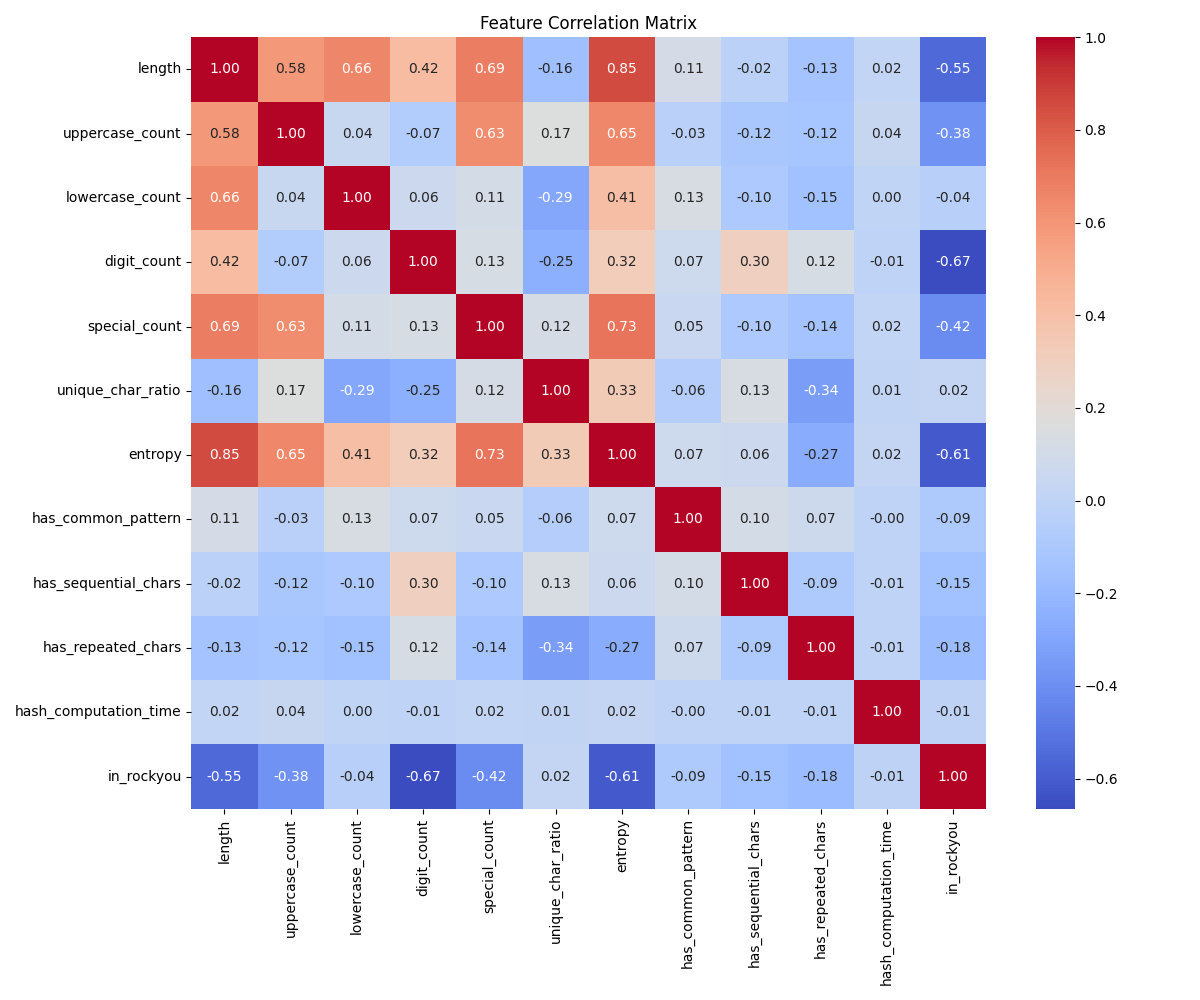 Feature Correlation Matrix
length 1.00 0.58 0.66 0.42 0.69 -0.16 0.85 0.11 -0.02 -0.13 0.02 -0.55
uppercase_count 0.58 1.00 0.04 -0.07 0.63 0.17 0.65 -0.03 -0.12 -0.12 0.04 -0.38
lowercase_count 0.66 0.04 1.00 0.06 0.11 -0.29 0.41 0.13 -0.10 -0.15 0.00 -0.04
digit_count 0.42 -0.07 0.06 1.00 0.13 -0.25 0.32 0.07 0.30 0.12 -0.01 -0.67
special_count 0.69 0.63 0.11 0.13 1.00 0.12 0.73 0.05 -0.10 -0.14 0.02 -0.42
unique_char_ratio -0.16 0.17 -0.29 -0.25 0.12 1.00 0.33 -0.06 0.13 -0.34 0.01 0.02
entropy 0.85 0.65 0.41 0.32 0.73 0.33 1.00 0.07 0.06 -0.27 0.02 -0.61
has_common_pattern 0.11 -0.03 0.13 0.07 0.05 -0.06 0.07 1.00 0.10 0.07 -0.00 -0.09
has_sequential_chars -0.02 -0.12 -0.10 0.30 -0.10 0.13 0.06 0.10 1.00 -0.09 -0.01 -0.15
has_repeated_chars -0.13 -0.12 -0.15 0.12 -0.14 -0.34 -0.27 0.07 -0.09 1.00 -0.01 -0.18
hash_computation_time 0.02 0.04 0.00 -0.01 0.02 0.01 0.02 -0.00 -0.01 -0.01 1.00 -0.01
in_rockyou -0.55 -0.38 -0.04 -0.67 -0.42 0.02 -0.61 -0.09 -0.15 -0.18 -0.01 1.00
length
uppercase_count
lowercase_count
digit_count
special_count
unique_char_ratio
entropy
has_common_pattern
has_sequential_chars
has_repeated_chars
hash_computation_time
in_rockyou
1.0
0.8
0.6
0.4
0.2
0.0
−0.2
−0.4
−0.6